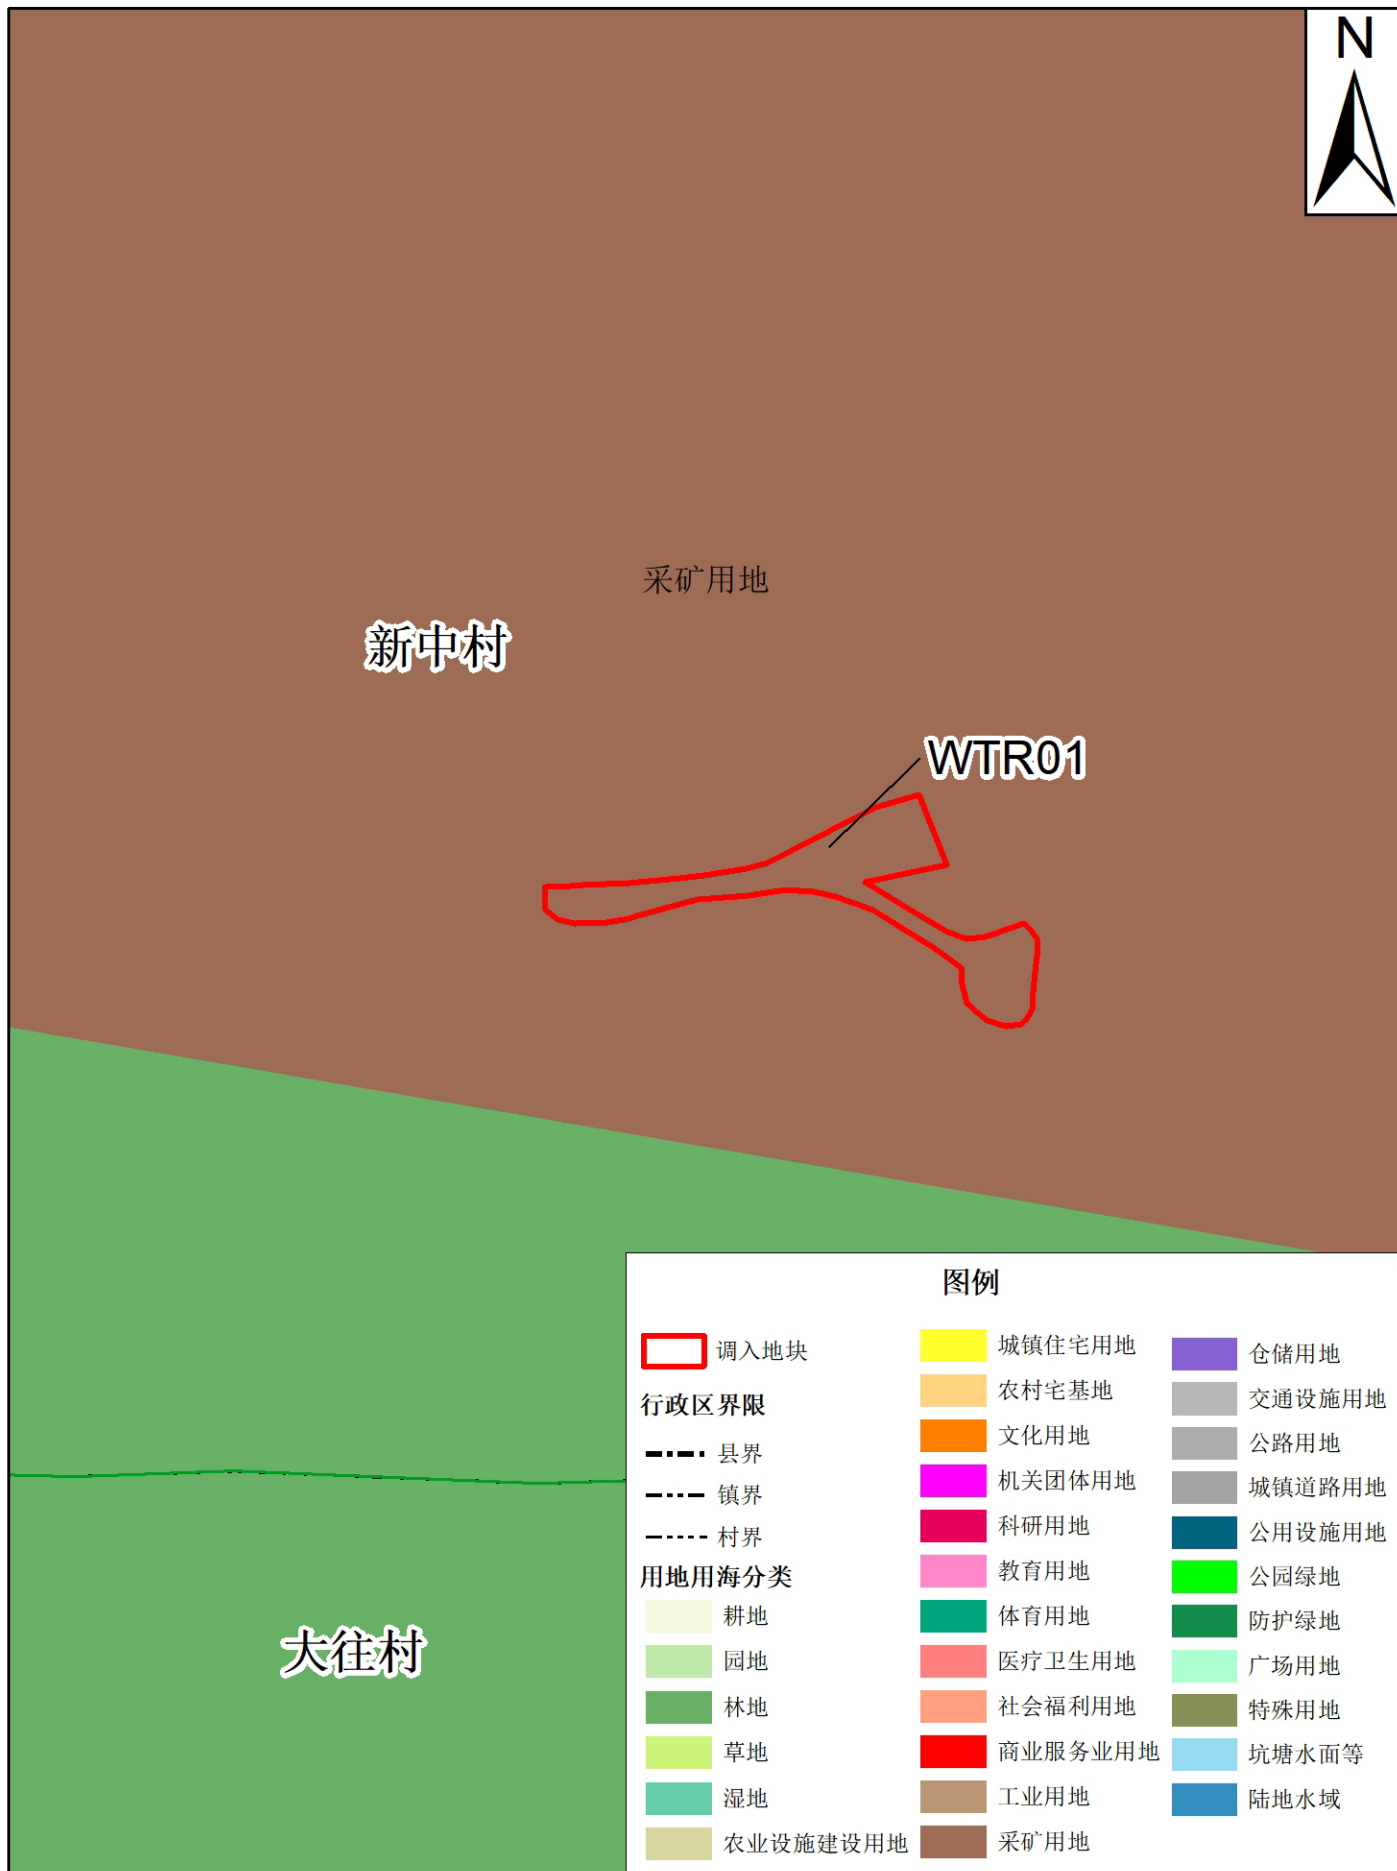 N
采矿用地
新中村
WTR01
大往村
图例
调入地块
行政区界限
县界
镇界
村界
用地用海分类
耕地
园地
林地
草地
湿地
农业设施建设用地
城镇住宅用地
农村宅基地
文化用地
机关团体用地
科研用地
教育用地
体育用地
医疗卫生用地
社会福利用地
商业服务业用地
工业用地
采矿用地
仓储用地
交通设施用地
公路用地
城镇道路用地
公用设施用地
公园绿地
防护绿地
广场用地
特殊用地
坑塘水面等
陆地水域